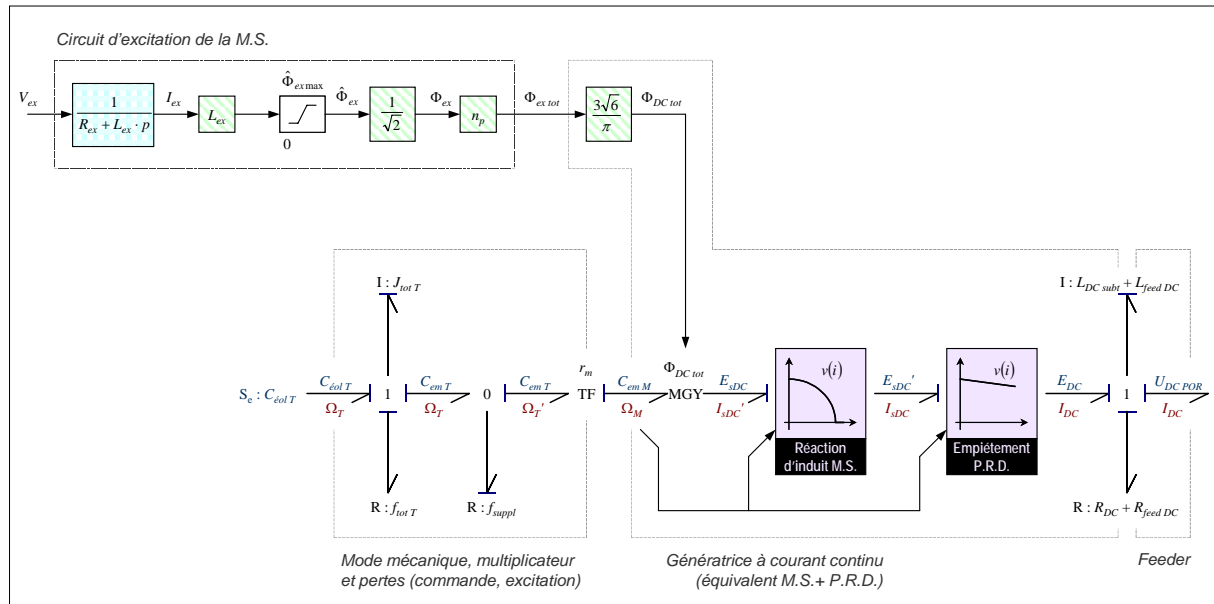 Circuit d'excitation de la M.S.
V_ex
1
R_ex + L_ex · p
I_ex
L_ex
Φ̂_ex max
0
Φ̂_ex
1
√2
Φ_ex
n_p
Φ_ex tot
3√6
π
Φ_DC tot
I : J_tot T
I : L_DC subt + L_feed DC
S_e : C_éol T
C_éol T
Ω_T
1
C_em T
Ω_T
0
C_em T
Ω_T'
r_m
TF
C_em M
Ω_M
Φ_DC tot
MGY
E_sDC
I_sDC'
v(i)
Réaction
d'induit M.S.
E_sDC'
I_sDC
v(i)
Empiétement
P.R.D.
E_DC
I_DC
1
U_DC POR
I_DC
R : f_tot T
R : f_suppl
R : R_DC + R_feed DC
Mode mécanique, multiplicateur
et pertes (commande, excitation)
Génératrice à courant continu
(équivalent M.S.+ P.R.D.)
Feeder